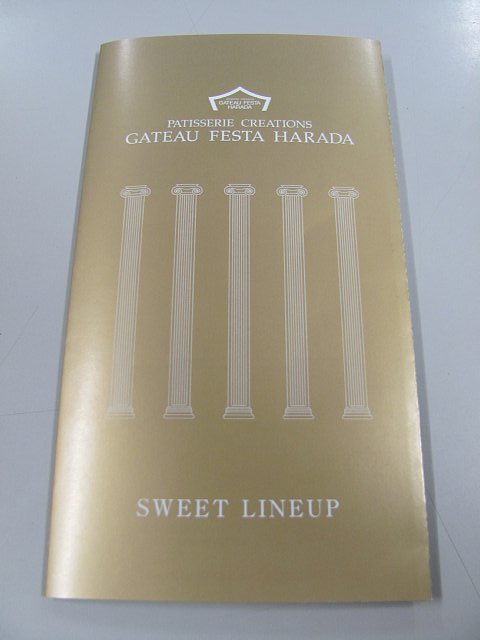 GATEAU FESTA
HARADA
PATISSERIE CREATIONS
GATEAU FESTA HARADA
SWEET LINEUP